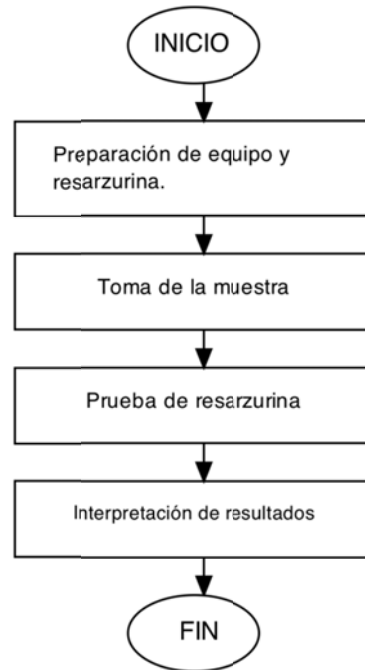 INICIO
Preparación de equipo y
resarzurina.
Toma de la muestra
Prueba de resarzurina
Interpretación de resultados
FIN